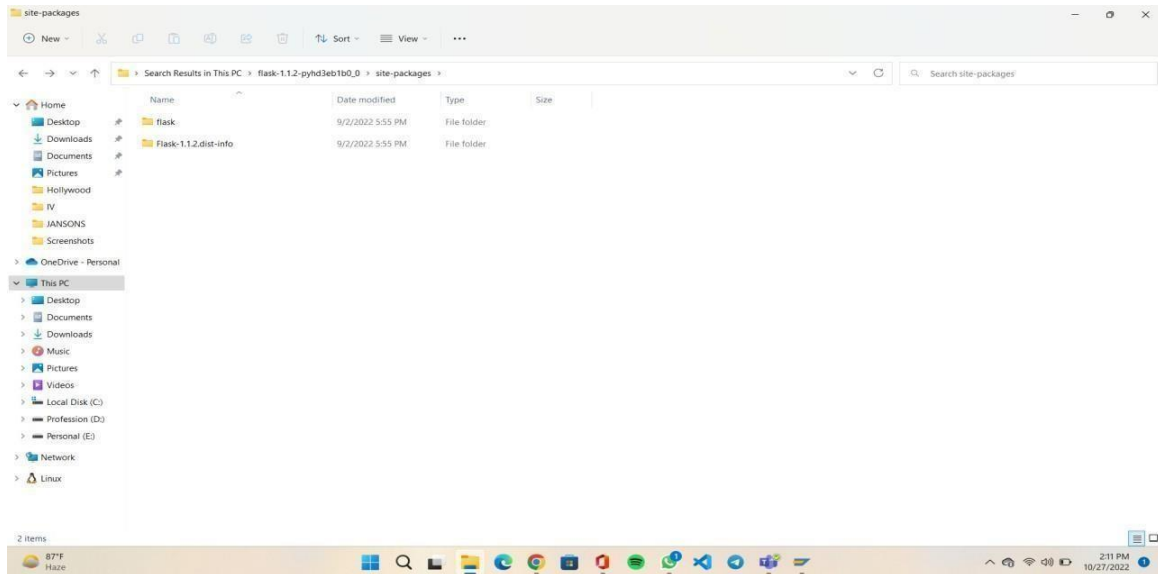 site-packages
New
Sort
View
Search Results in This PC > flask-1.1.2-pyhd3eb1b0_0 > site-packages >
Search site-packages
Name Date modified Type Size
flask 9/2/2022 5:55 PM File folder
Flask-1.1.2.dist-info 9/2/2022 5:55 PM File folder
Home
Desktop
Downloads
Documents
Pictures
Hollywood
IV
JANSONS
Screenshots
OneDrive - Personal
This PC
Desktop
Documents
Downloads
Music
Pictures
Videos
Local Disk (C:)
Profession (D:)
Personal (E:)
Network
Linux
2 items
87°F
Haze
2:11 PM
10/27/2022
1